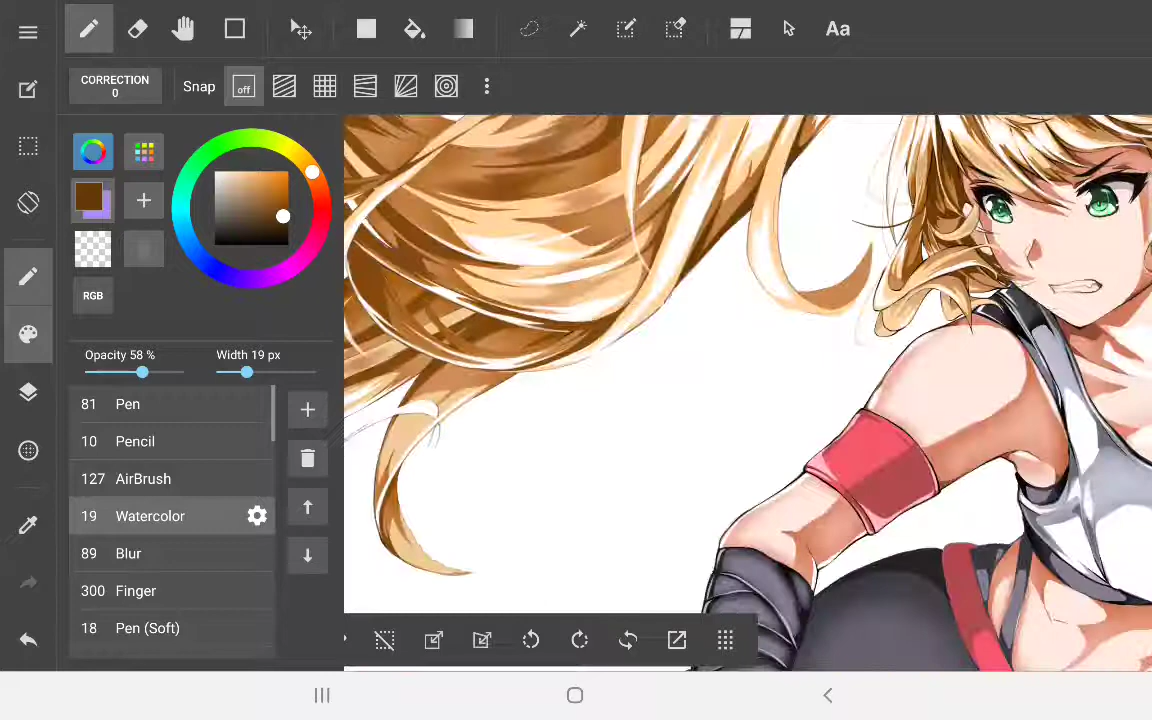 Aa
CORRECTION
0
Snap
off
RGB
Opacity 58 %
Width 19 px
81 Pen
10 Pencil
127 AirBrush
19 Watercolor
89 Blur
300 Finger
18 Pen (Soft)